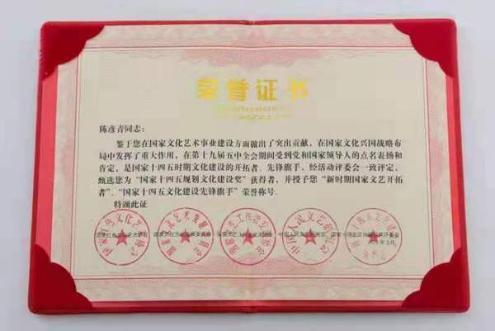 荣誉证书
陈彦青同志：
鉴于您在国家文化艺术事业建设方面做出了突出贡献，在国家文化兴国战略布
局中发挥了重大作用，在第十九届五中全会期间受到党和国家领导人的点名表扬和
肯定，是国家十四五时期文化建设的开拓者、先锋旗手，经活动评委会一致评定，
甄选您为“国家十四五规划文化建设奖”获得者，并授予您“新时期国家文艺开拓
者”、“国家十四五文化建设先锋旗手”荣誉称号。
特颁此证